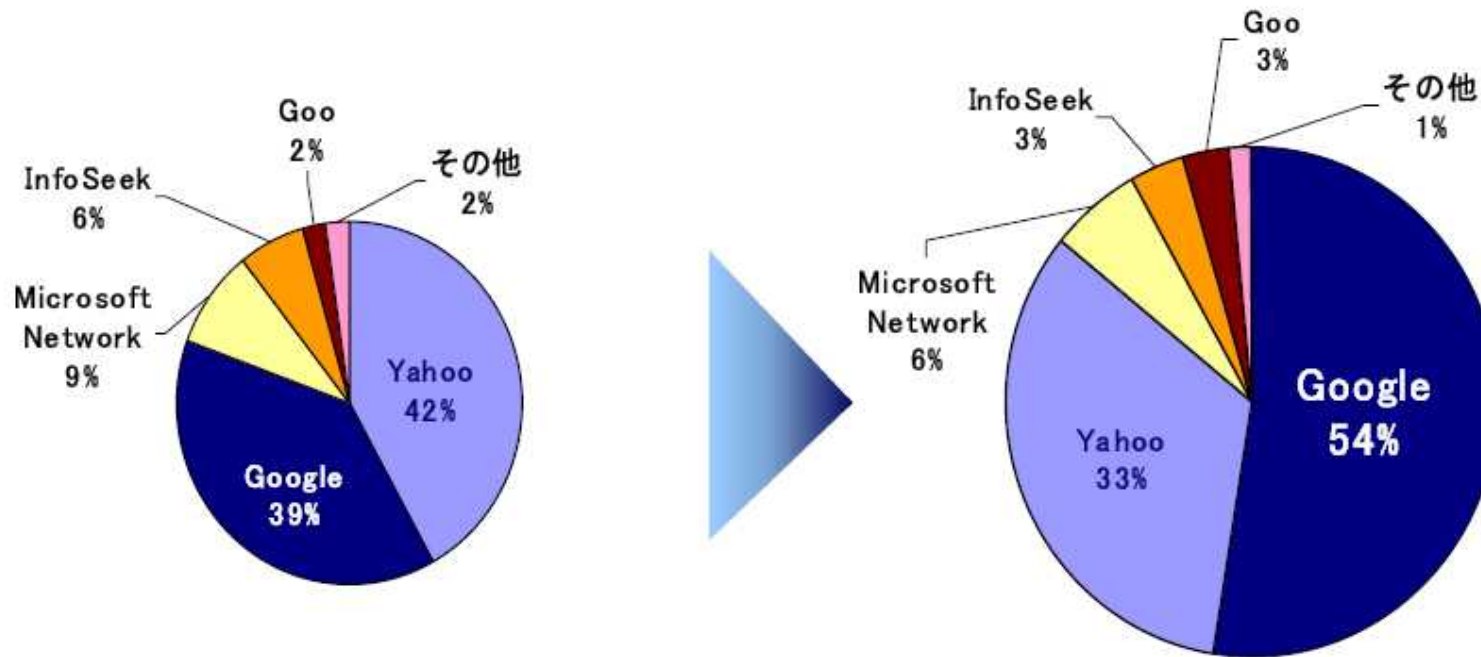 Goo
2%
その他
2%
InfoSeek
6%
Microsoft
Network
9%
Yahoo
42%
Google
39%
Goo
3%
その他
1%
InfoSeek
3%
Microsoft
Network
6%
Google
54%
Yahoo
33%